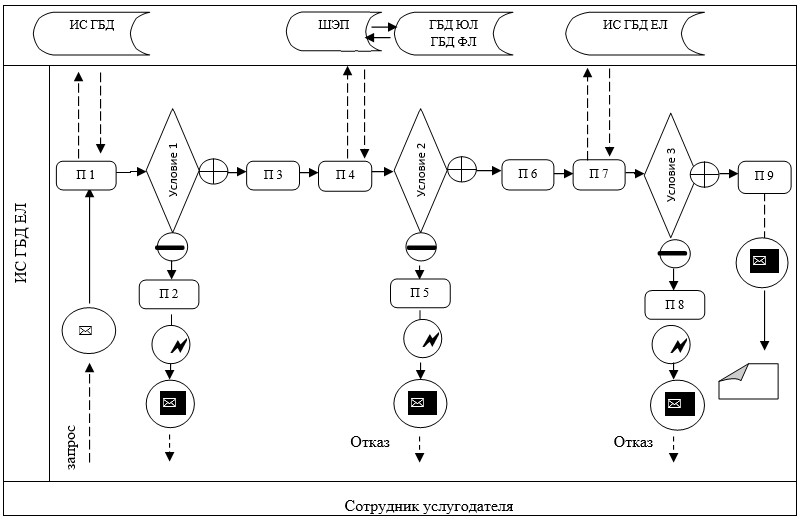 ИС ГБД
ШЭП
ГБД ЮЛ
ГБД ФЛ
ИС ГБД ЕЛ
ИС ГБД ЕЛ
П 1
Условие 1
П 3
П 4
Условие 2
П 6
П 7
Условие 3
П 9
П 2
П 5
П 8
запрос
Отказ
Отказ
Сотрудник услугодателя